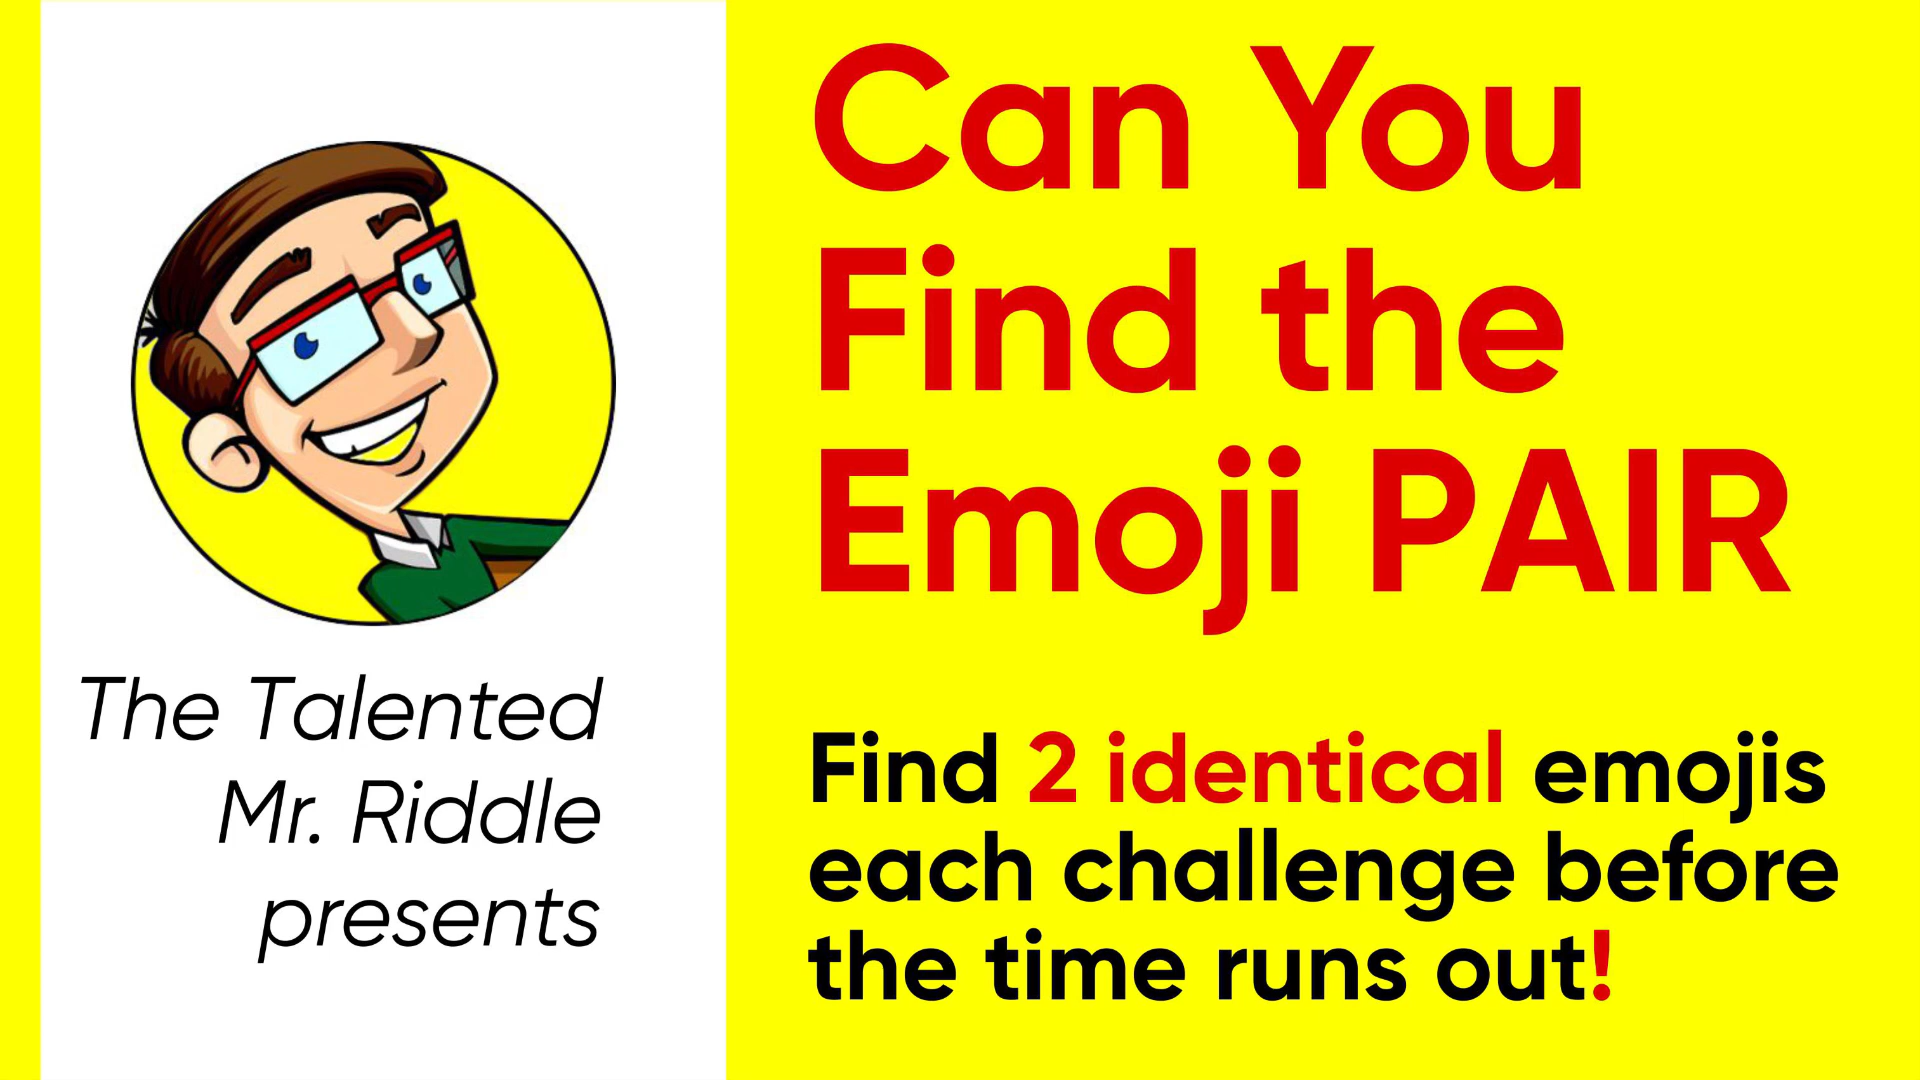 The Talented
Mr. Riddle
presents
Can You
Find the
Emoji PAIR
Find 2 identical emojis
each challenge before
the time runs out!